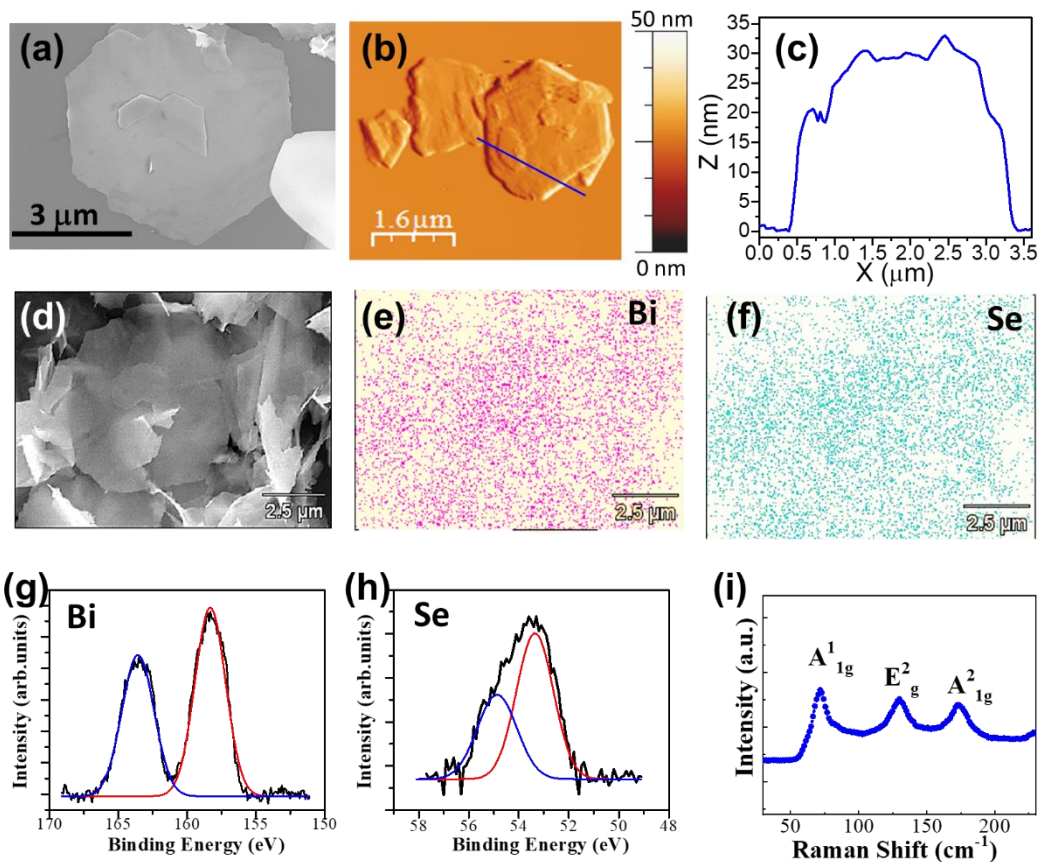 (a)
3 μm
(b)
1.6μm
50 nm
0 nm
(c)
Z (nm)
35
30
25
20
15
10
5
0
0.0 0.5 1.0 1.5 2.0 2.5 3.0 3.5
X (μm)
(d)
2.5 μm
(e)
Bi
2.5 μm
(f)
Se
2.5 μm
(g)
Bi
Intensity (arb.units)
170 165 160 155 150
Binding Energy (eV)
(h)
Se
Intensity (arb.units)
58 56 54 52 50 48
Binding Energy (eV)
(i)
Intensity (a.u.)
A¹₁g
E²g
A²₁g
50 100 150 200
Raman Shift (cm⁻¹)